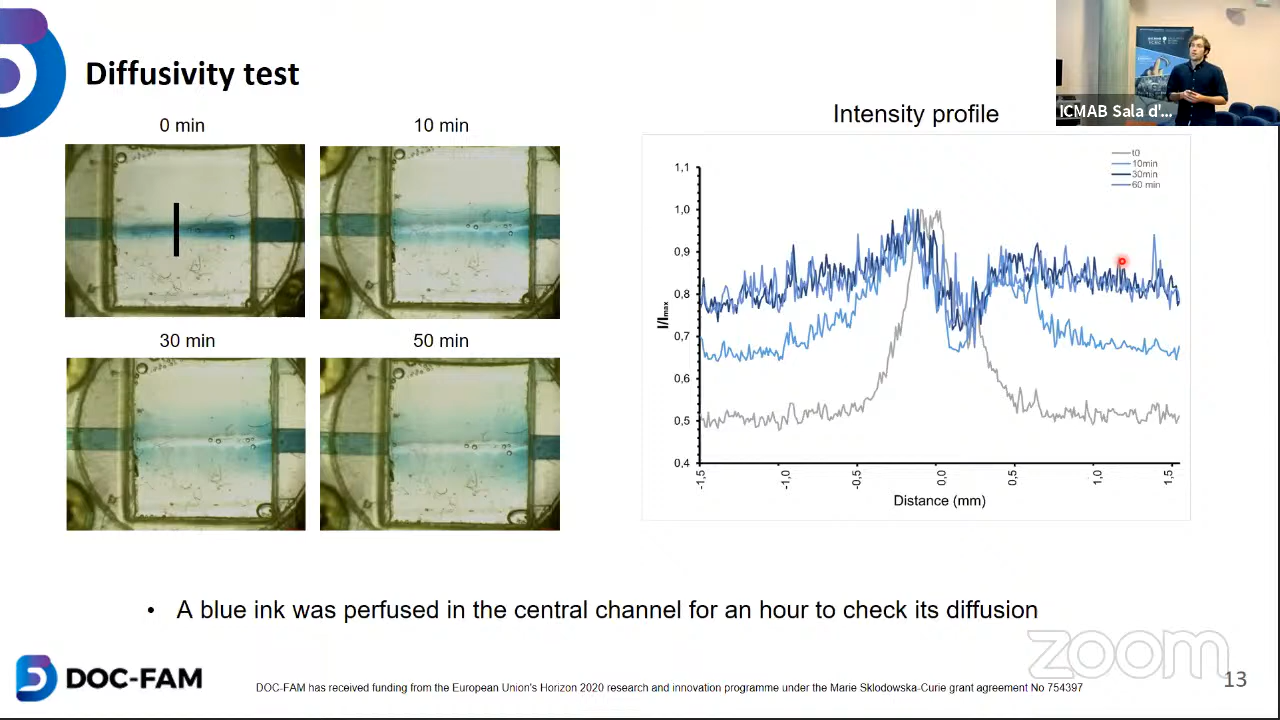 Diffusivity test
0 min
10 min
30 min
50 min
Intensity profile
t0
10min
30min
60 min
1,1
1,0
0,9
0,8
0,7
0,6
0,5
0,4
I/Imax
-1,5
-1,0
-0,5
0,0
0,5
1,0
1,5
Distance (mm)
ICMAB Sala d'...
• A blue ink was perfused in the central channel for an hour to check its diffusion
zoom
DOC-FAM
DOC-FAM has received funding from the European Union's Horizon 2020 research and innovation programme under the Marie Sklodowska-Curie grant agreement No 754397
13